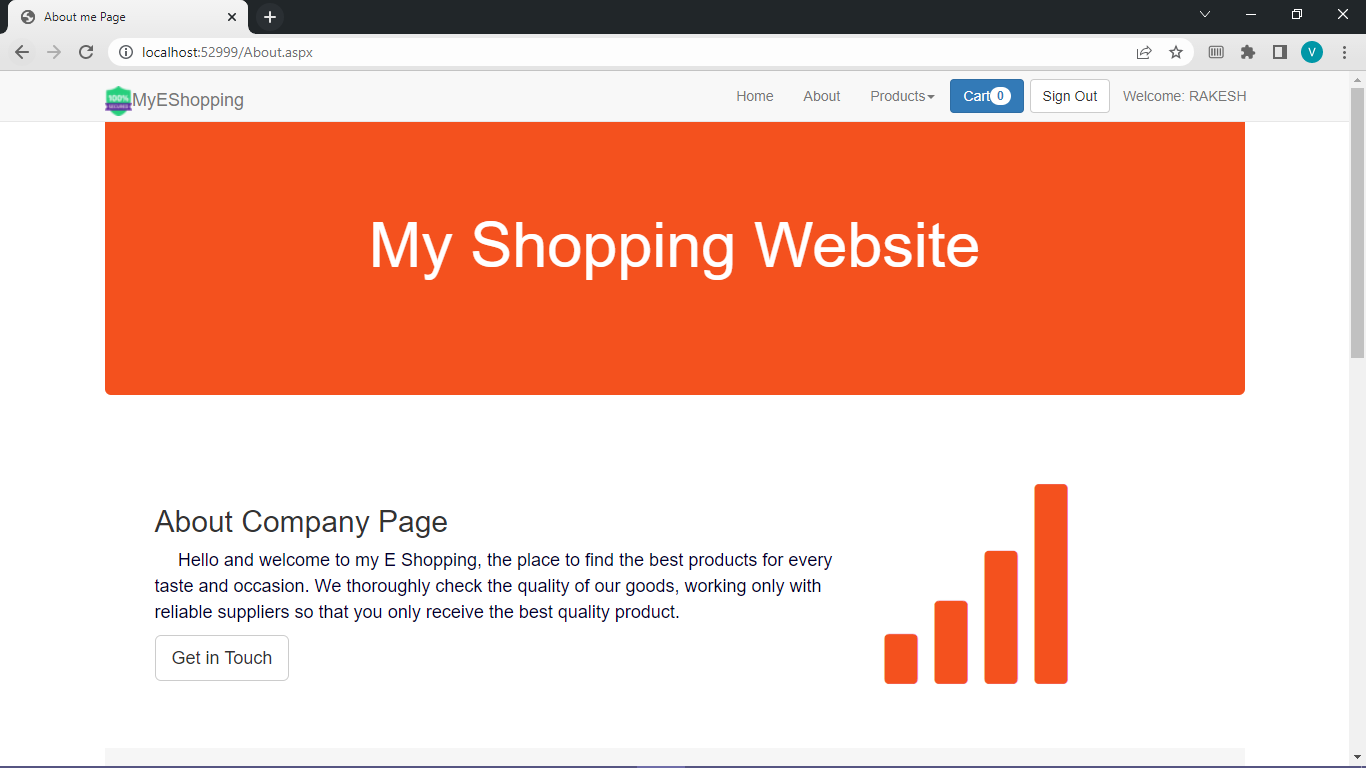 About me Page
localhost:52999/About.aspx
V
100%
SECURED
MyEShopping
Home About Products Cart 0 Sign Out Welcome: RAKESH
My Shopping Website
About Company Page
Hello and welcome to my E Shopping, the place to find the best products for every
taste and occasion. We thoroughly check the quality of our goods, working only with
reliable suppliers so that you only receive the best quality product.
Get in Touch